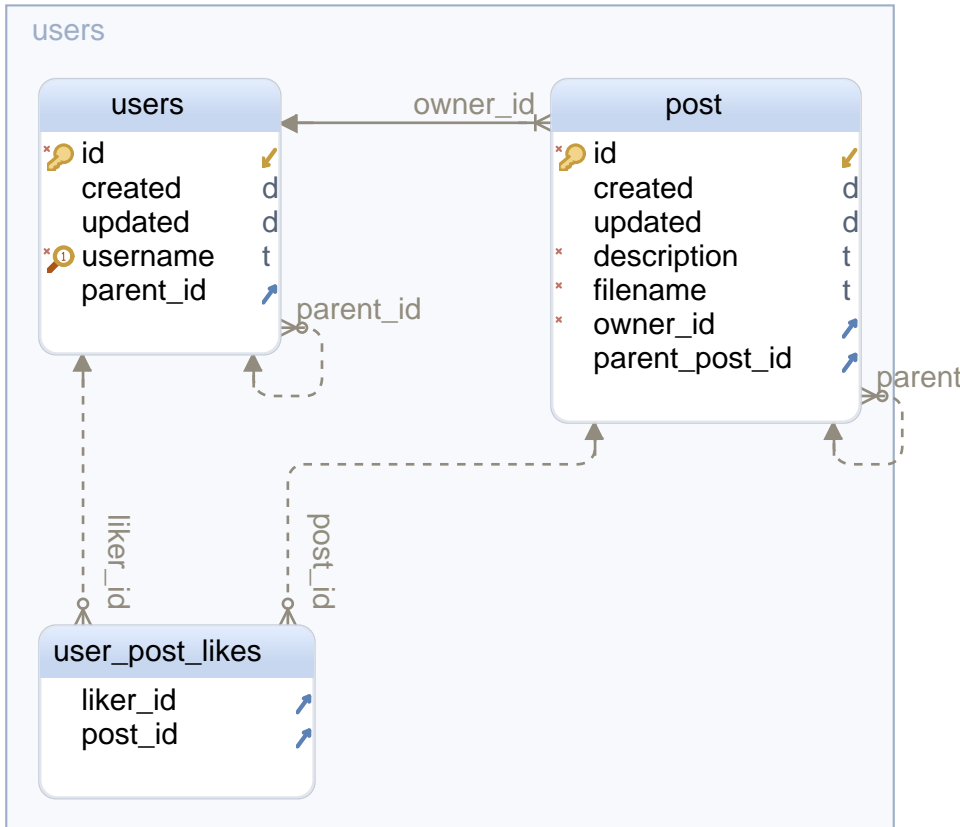 users
users
id
created d
updated d
1 username t
parent_id
owner_id
post
id
created d
updated d
description t
filename t
owner_id
parent_post_id
parent_id
parent
liker_id
post_id
user_post_likes
liker_id
post_id